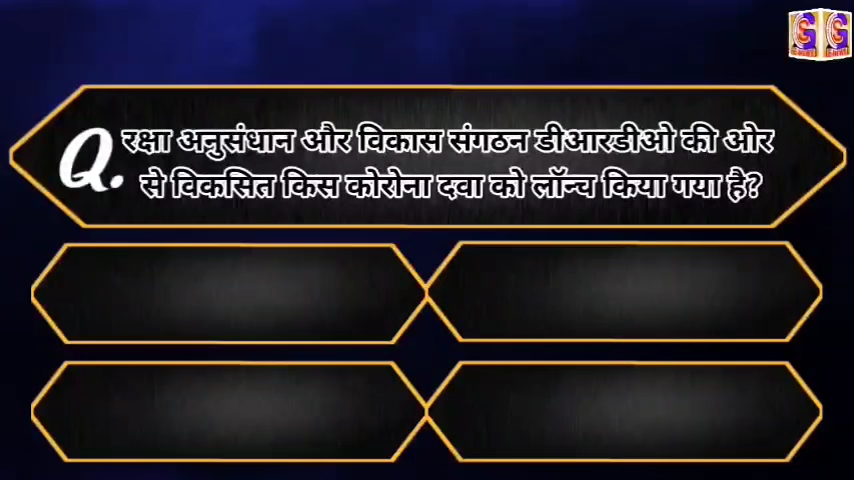 Q. रक्षा अनुसंधान और विकास संगठन डीआरडीओ की ओर
से विकसित किस कोरोना दवा को लॉन्च किया गया है?